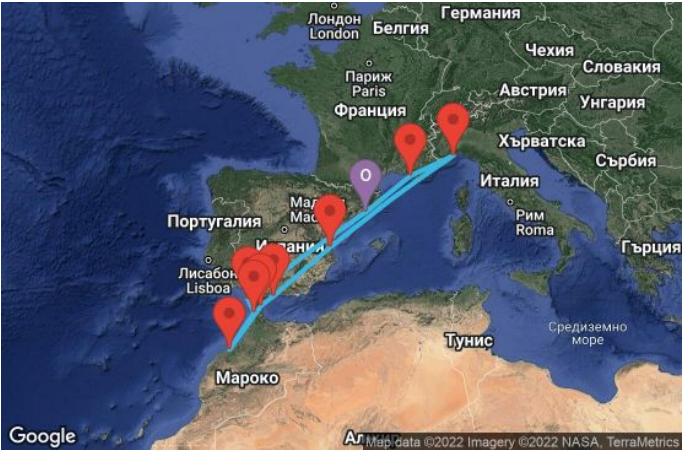 Лондон
London
Белгия
Германия
Чехия
Словакия
Париж
Paris
Франция
Австрия
Унгария
Хърватска
Сърбия
Италия
Рим
Roma
Гърция
Португалия
Лисабон
Lisboa
Тунис
Средиземно
море
Мароко
O
Google
Map data ©2022 Imagery ©2022 NASA, TerraMetrics